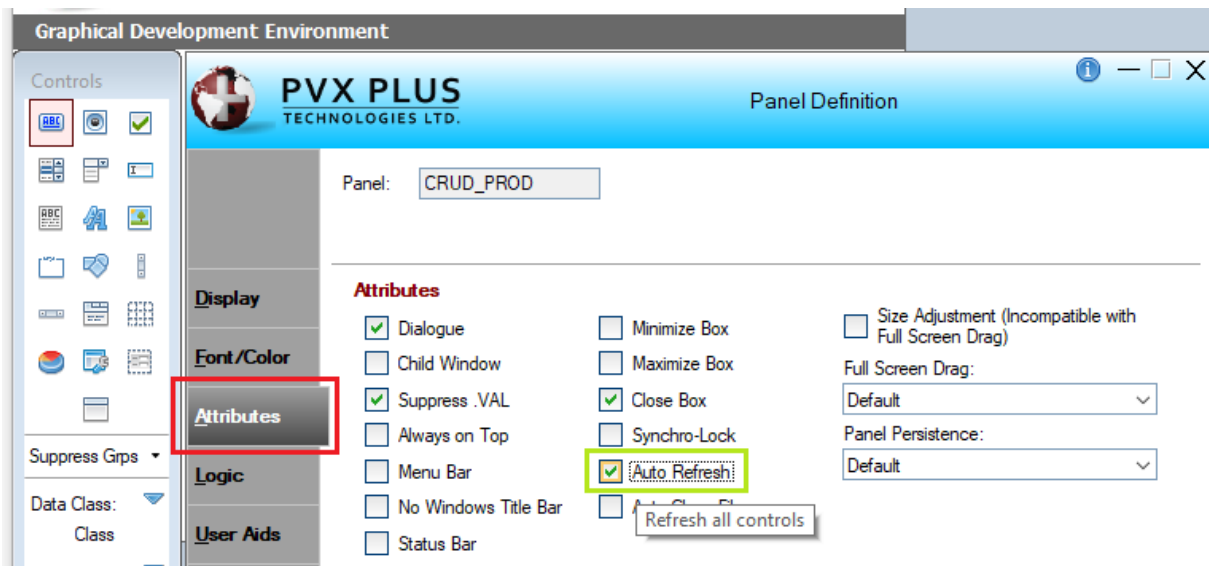 Graphical Development Environment
Controls
ABC
ABC
Suppress Grps
Data Class:
Class
PVX PLUS
TECHNOLOGIES LTD.
Panel Definition
Panel: CRUD_PROD
Display
Font/Color
Attributes
Logic
User Aids
Attributes
Dialogue
Child Window
Suppress .VAL
Always on Top
Menu Bar
No Windows Title Bar
Status Bar
Minimize Box
Maximize Box
Close Box
Synchro-Lock
Auto Refresh
Refresh all controls
Size Adjustment (Incompatible with
Full Screen Drag)
Full Screen Drag:
Default
Panel Persistence:
Default